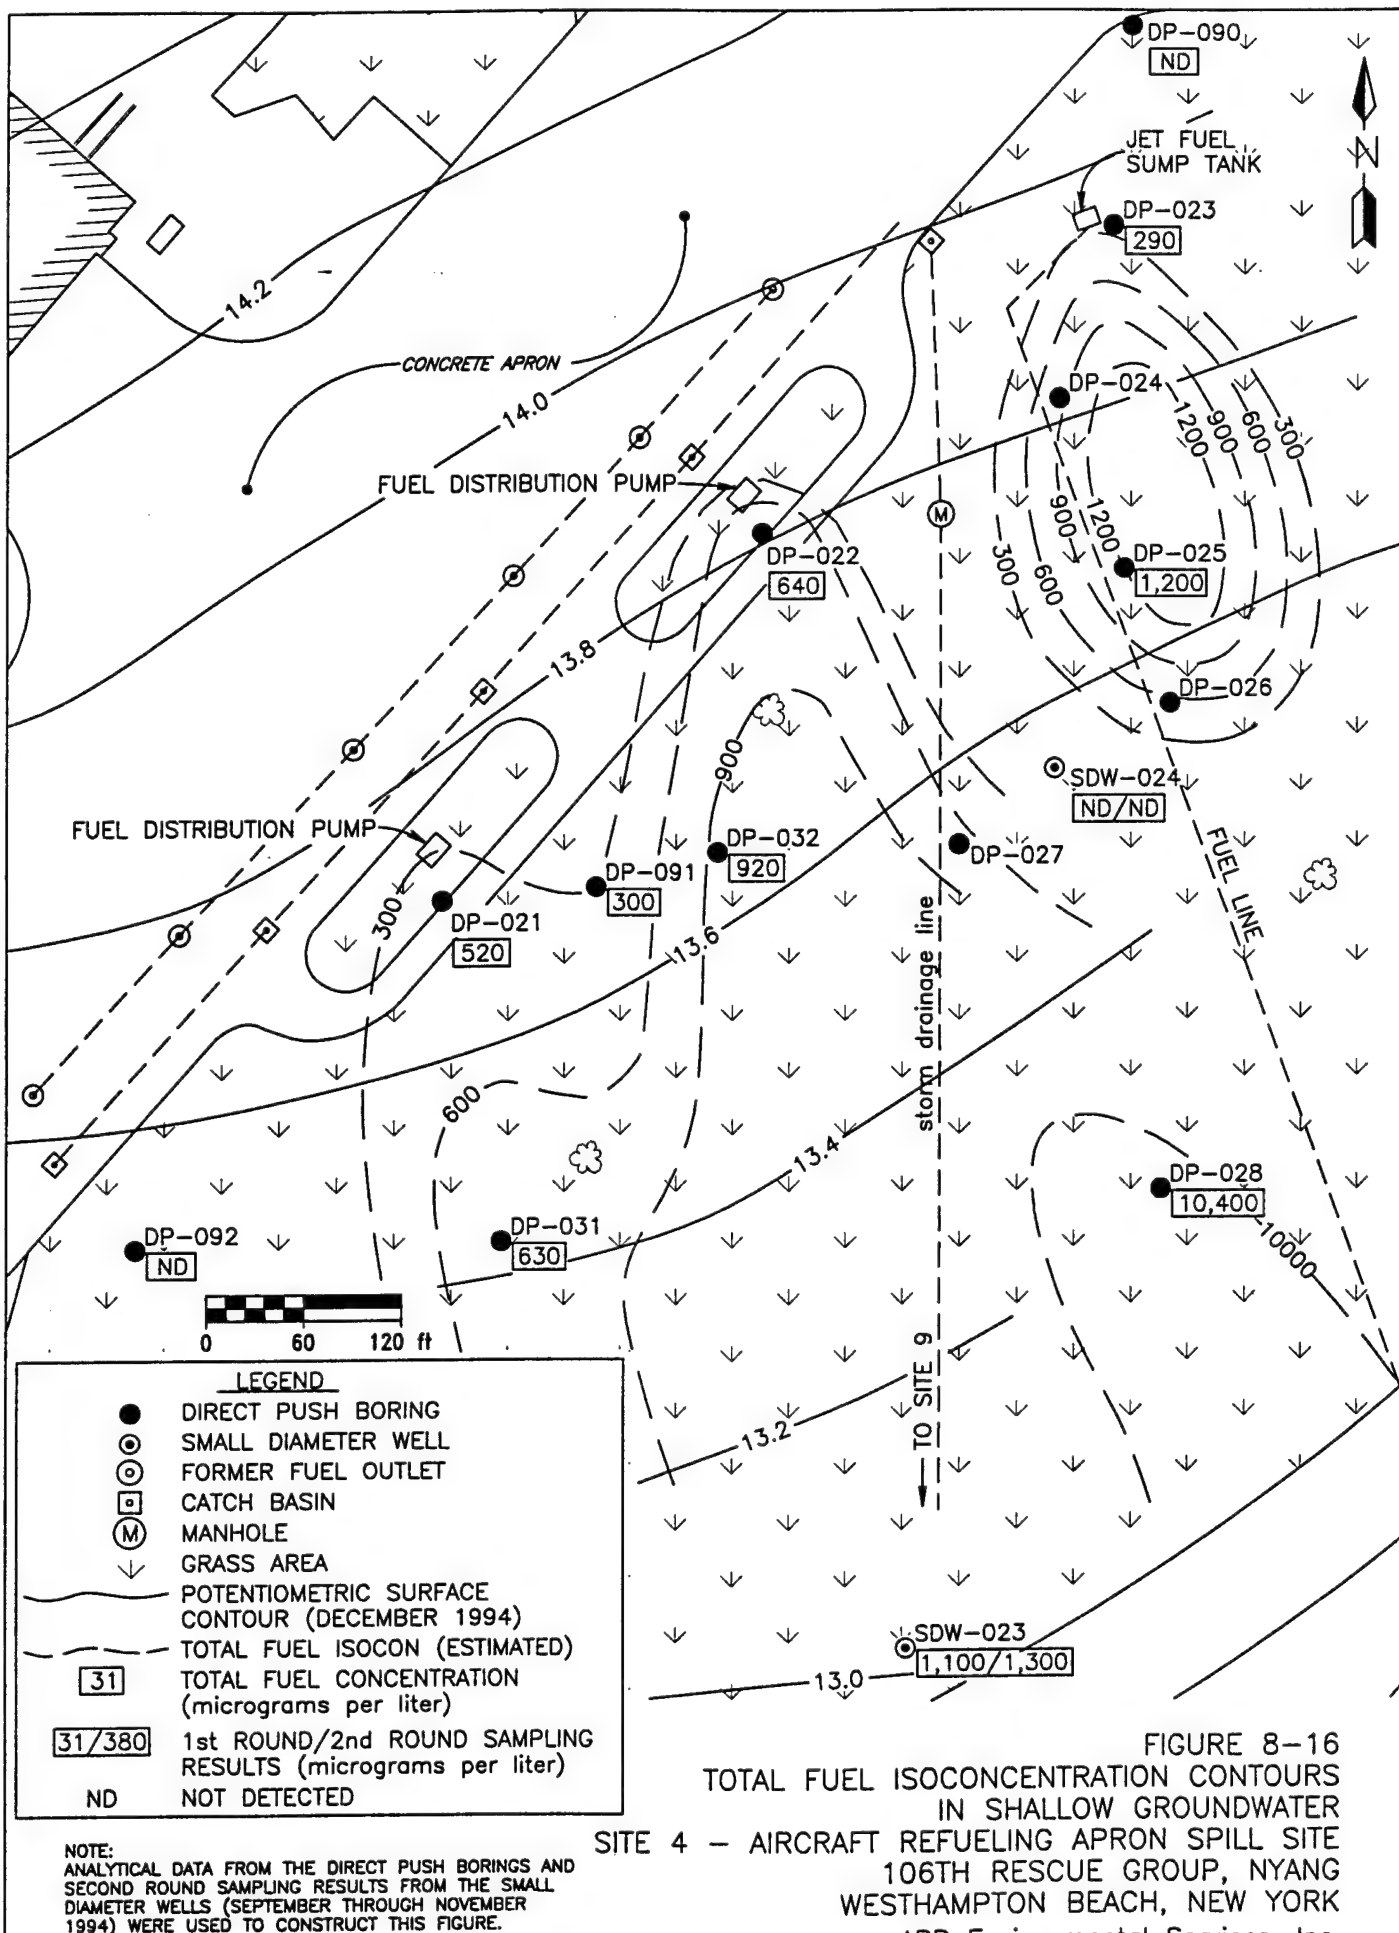 DP-090
ND
JET FUEL
SUMP TANK
N
DP-023
290
14.2
CONCRETE APRON
14.0
DP-024
1200
900
600
300
FUEL DISTRIBUTION PUMP
M
DP-022
640
900
1200
300
600
DP-025
1,200
13.8
DP-026
900
SDW-024
ND/ND
FUEL DISTRIBUTION PUMP
DP-032
920
DP-027
FUEL LINE
DP-091
300
300
DP-021
520
13.6
storm drainage line
600
13.4
DP-028
10,400
10000
DP-092
ND
DP-031
630
0 60 120 ft
TO SITE 9
13.2
SDW-023
1,100/1,300
13.0
LEGEND
DIRECT PUSH BORING
SMALL DIAMETER WELL
FORMER FUEL OUTLET
CATCH BASIN
M MANHOLE
GRASS AREA
POTENTIOMETRIC SURFACE
CONTOUR (DECEMBER 1994)
TOTAL FUEL ISOCON (ESTIMATED)
31 TOTAL FUEL CONCENTRATION
(micrograms per liter)
31/380 1st ROUND/2nd ROUND SAMPLING
RESULTS (micrograms per liter)
ND NOT DETECTED
NOTE:
ANALYTICAL DATA FROM THE DIRECT PUSH BORINGS AND
SECOND ROUND SAMPLING RESULTS FROM THE SMALL
DIAMETER WELLS (SEPTEMBER THROUGH NOVEMBER
1994) WERE USED TO CONSTRUCT THIS FIGURE.
FIGURE 8-16
TOTAL FUEL ISOCONCENTRATION CONTOURS
IN SHALLOW GROUNDWATER
SITE 4 - AIRCRAFT REFUELING APRON SPILL SITE
106TH RESCUE GROUP, NYANG
WESTHAMPTON BEACH, NEW YORK